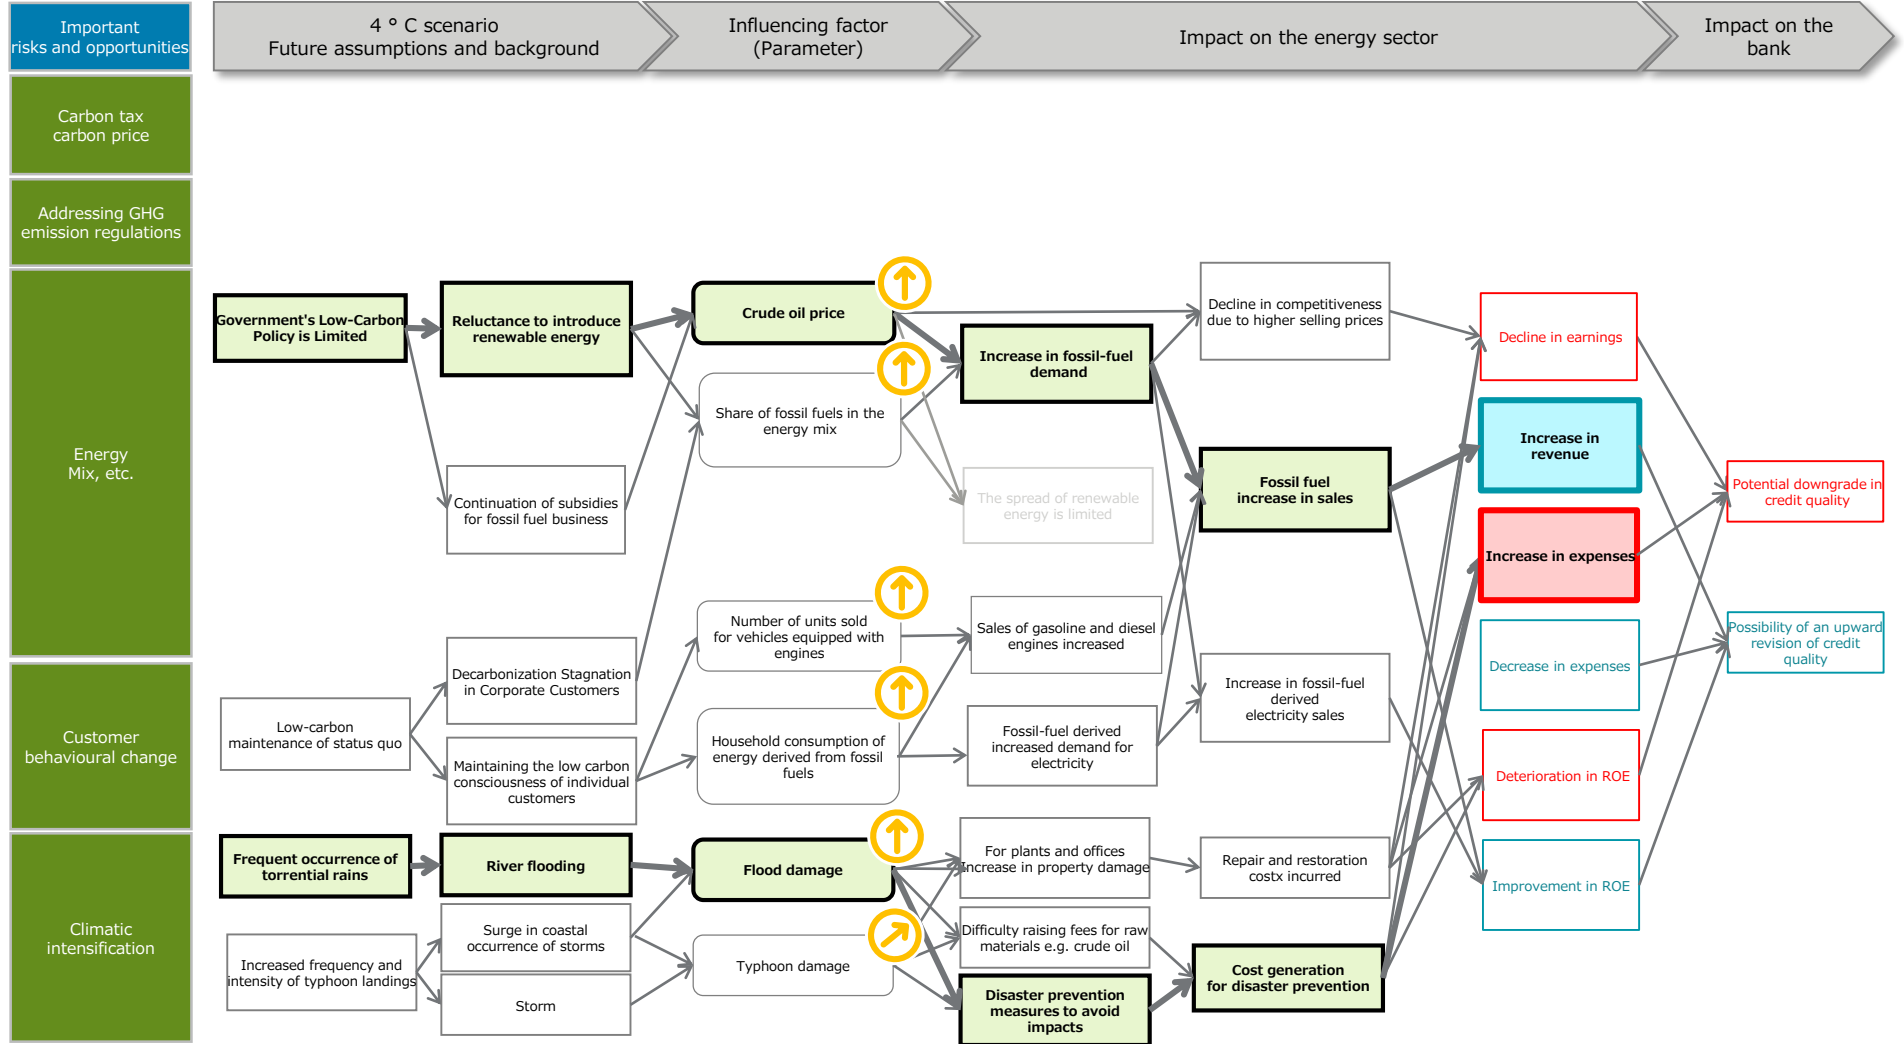 Important
risks and opportunities
4 ° C scenario
Future assumptions and background
Influencing factor
(Parameter)
Impact on the energy sector
Impact on the
bank
Carbon tax
carbon price
Addressing GHG
emission regulations
Energy
Mix, etc.
Customer
behavioural change
Climatic
intensification
Government's Low-Carbon
Policy is Limited
Reluctance to introduce
renewable energy
Continuation of subsidies
for fossil fuel business
Low-carbon
maintenance of status quo
Decarbonization Stagnation
in Corporate Customers
Maintaining the low carbon
consciousness of individual
customers
Frequent occurrence of
torrential rains
River flooding
Increased frequency and
intensity of typhoon landings
Surge in coastal
occurrence of storms
Storm
Crude oil price
Share of fossil fuels in the
energy mix
Number of units sold
for vehicles equipped with
engines
Household consumption of
energy derived from fossil
fuels
Flood damage
Typhoon damage
Increase in fossil-fuel
demand
The spread of renewable
energy is limited
Sales of gasoline and diesel
engines increased
Fossil-fuel derived
increased demand for
electricity
For plants and offices
Increase in property damage
Difficulty raising fees for raw
materials e.g. crude oil
Disaster prevention
measures to avoid
impacts
Decline in competitiveness
due to higher selling prices
Fossil fuel
increase in sales
Increase in fossil-fuel
derived
electricity sales
Repair and restoration
costx incurred
Cost generation
for disaster prevention
Decline in earnings
Increase in
revenue
Increase in expenses
Decrease in expenses
Deterioration in ROE
Improvement in ROE
Potential downgrade in
credit quality
Possibility of an upward
revision of credit
quality